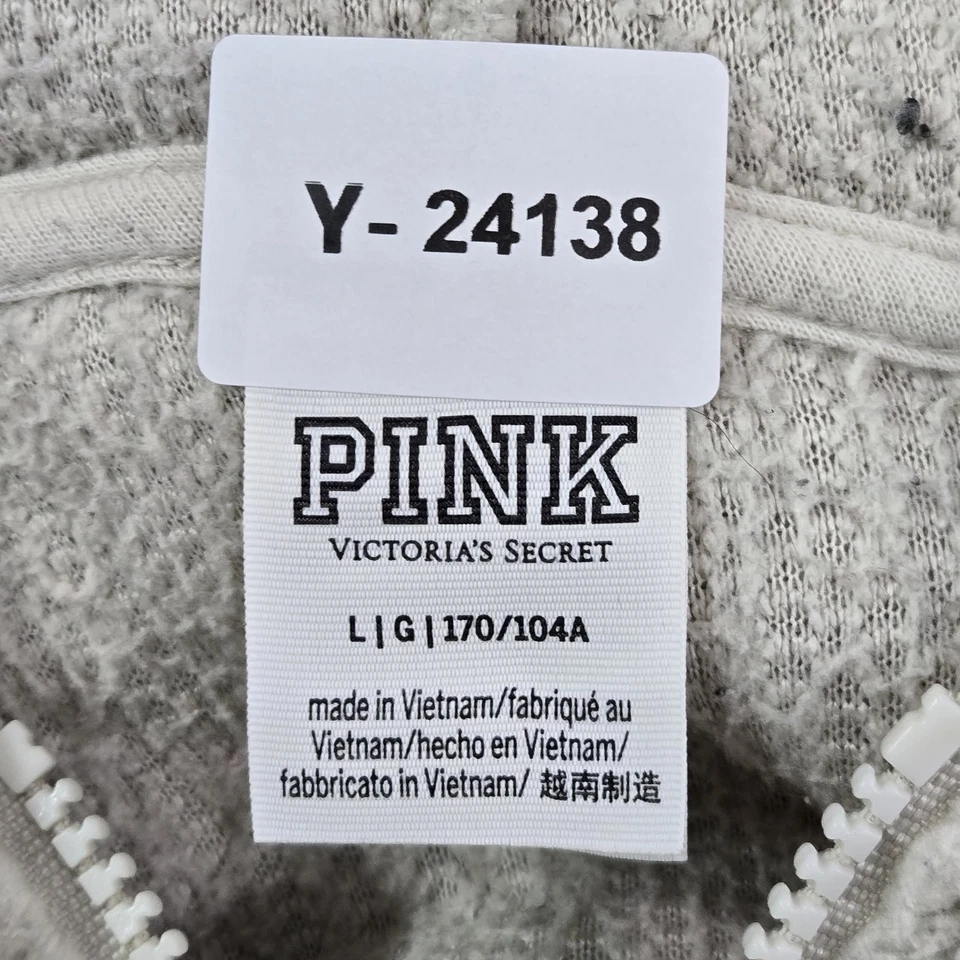 Y- 24138
PINK
VICTORIA'S SECRET
L | G | 170/104A
made in Vietnam/fabriqué au
Vietnam/hecho en Vietnam/
fabbricato in Vietnam/ 越南制造